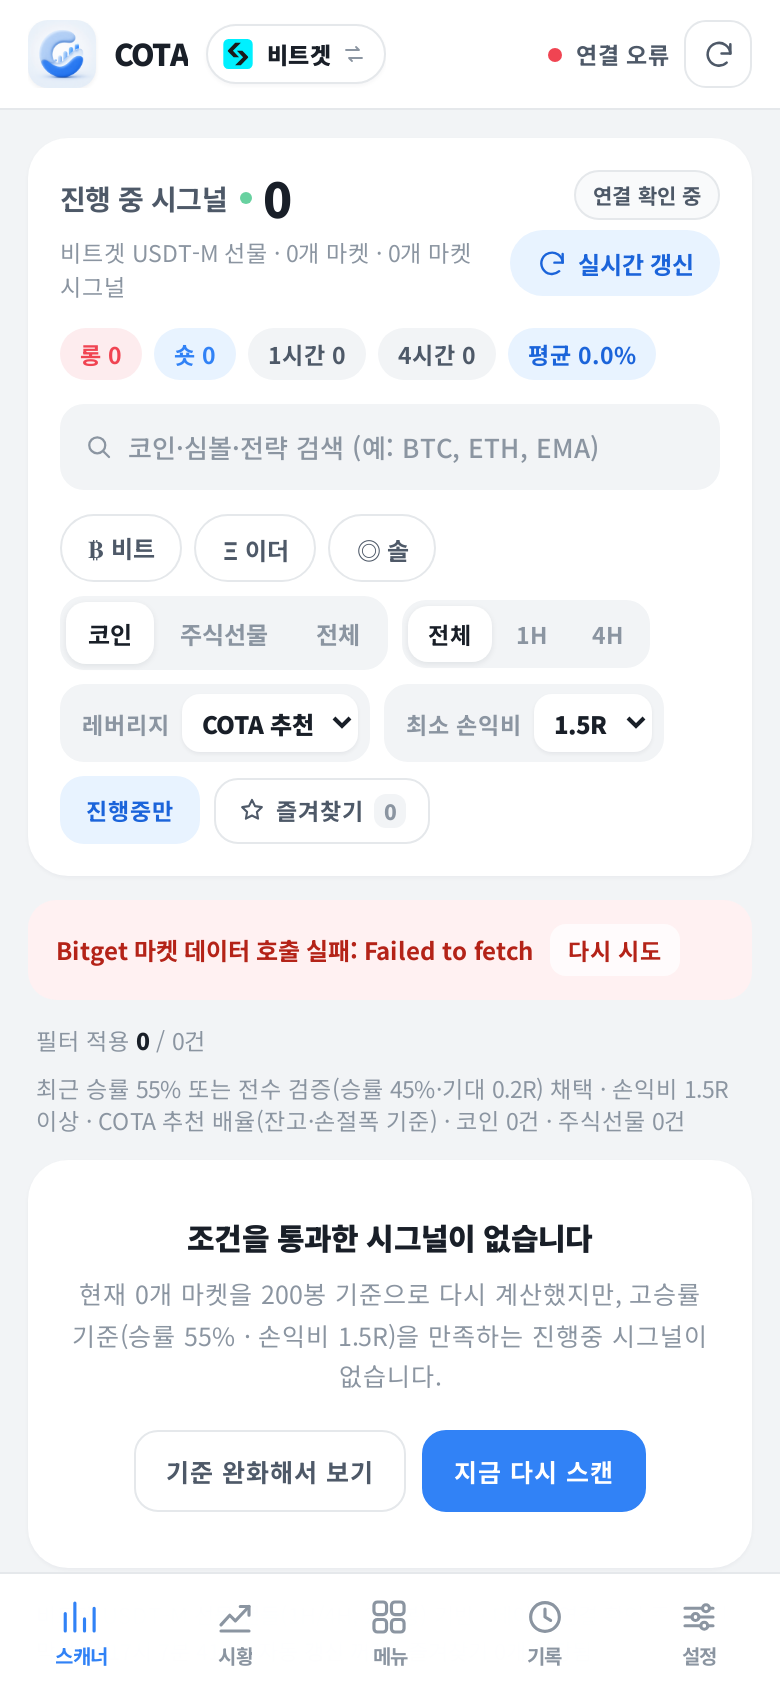 COTA 비트겟 연결 오류
진행 중 시그널 0 연결 확인 중
비트겟 USDT-M 선물 · 0개 마켓 · 0개 마켓
시그널
실시간 갱신
롱 0 숏 0 1시간 0 4시간 0 평균 0.0%
코인·심볼·전략 검색 (예: BTC, ETH, EMA)
₿ 비트 Ξ 이더 ◎ 솔
코인 주식선물 전체 전체 1H 4H
레버리지 COTA 추천 최소 손익비 1.5R
진행중만 즐겨찾기 0
Bitget 마켓 데이터 호출 실패: Failed to fetch 다시 시도
필터 적용 0 / 0건
최근 승률 55% 또는 전수 검증(승률 45%·기대 0.2R) 채택 · 손익비 1.5R
이상 · COTA 추천 배율(잔고·손절폭 기준) · 코인 0건 · 주식선물 0건
조건을 통과한 시그널이 없습니다
현재 0개 마켓을 200봉 기준으로 다시 계산했지만, 고승률
기준(승률 55% · 손익비 1.5R)을 만족하는 진행중 시그널이
없습니다.
기준 완화해서 보기 지금 다시 스캔
스캐너 시황 메뉴 기록 설정